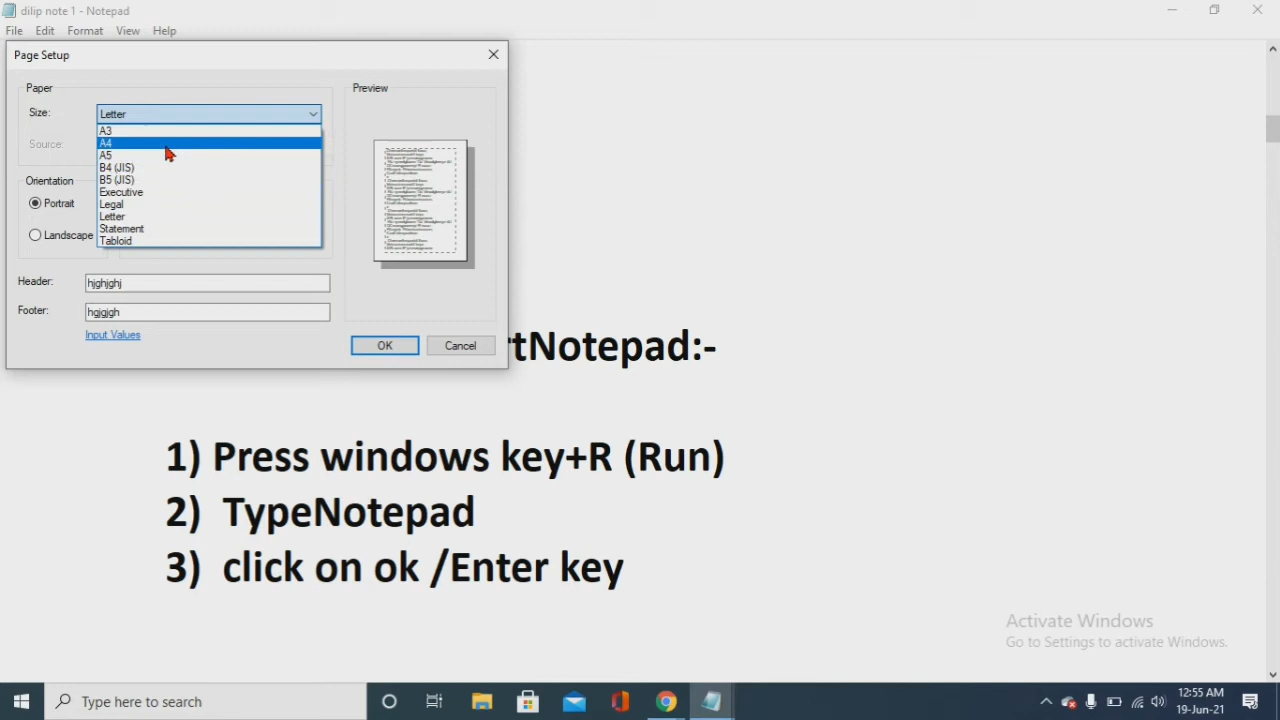 dilip note 1 - Notepad
File Edit Format View Help
Page Setup
Paper
Size: Letter
A3
A4
A5
B4 (JIS)
B5 (JIS)
Executive
Legal
Letter
Statement
Tabloid
Source:
Orientation
Portrait
Landscape
Preview
Header: hjghjghj
Footer: hgjgjgh
Input Values
OK Cancel
rtNotepad:-
1) Press windows key+R (Run)
2) TypeNotepad
3) click on ok /Enter key
Activate Windows
Go to Settings to activate Windows.
Type here to search
12:55 AM
19-Jun-21